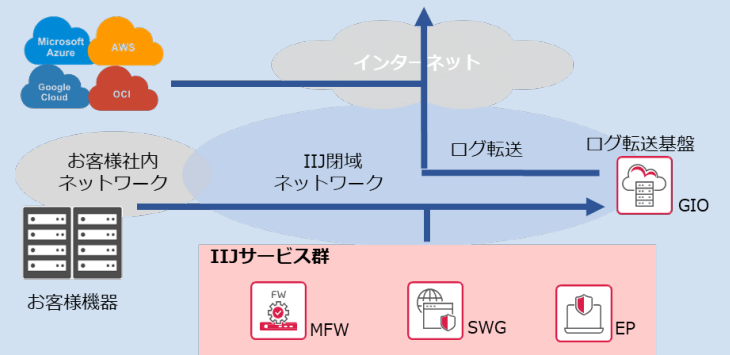 Microsoft
Azure
AWS
Google
Cloud
OCI
インターネット
お客様社内
ネットワーク
IIJ閉域
ネットワーク
ログ転送
ログ転送基盤
GIO
お客様機器
IIJサービス群
FW
MFW
SWG
EP